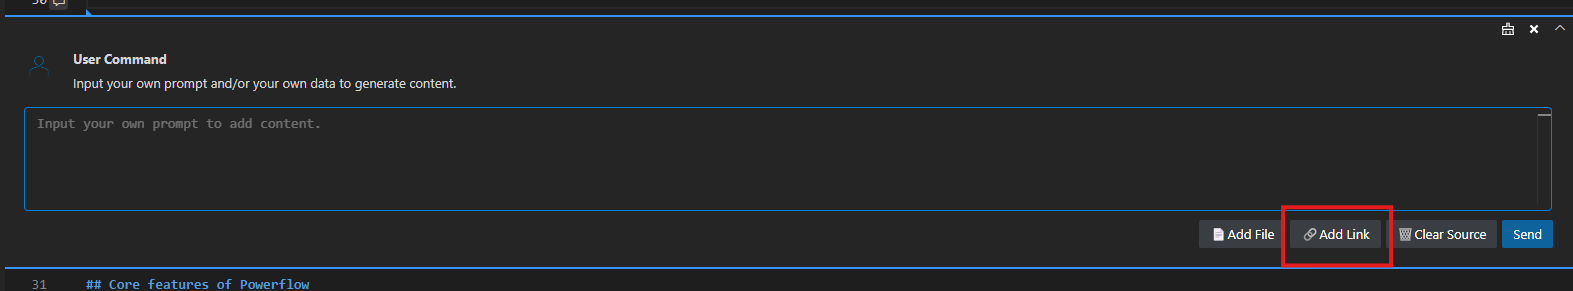 30
User Command
Input your own prompt and/or your own data to generate content.
Input your own prompt to add content.
Add File Add Link Clear Source Send
31 ## Core features of Powerflow